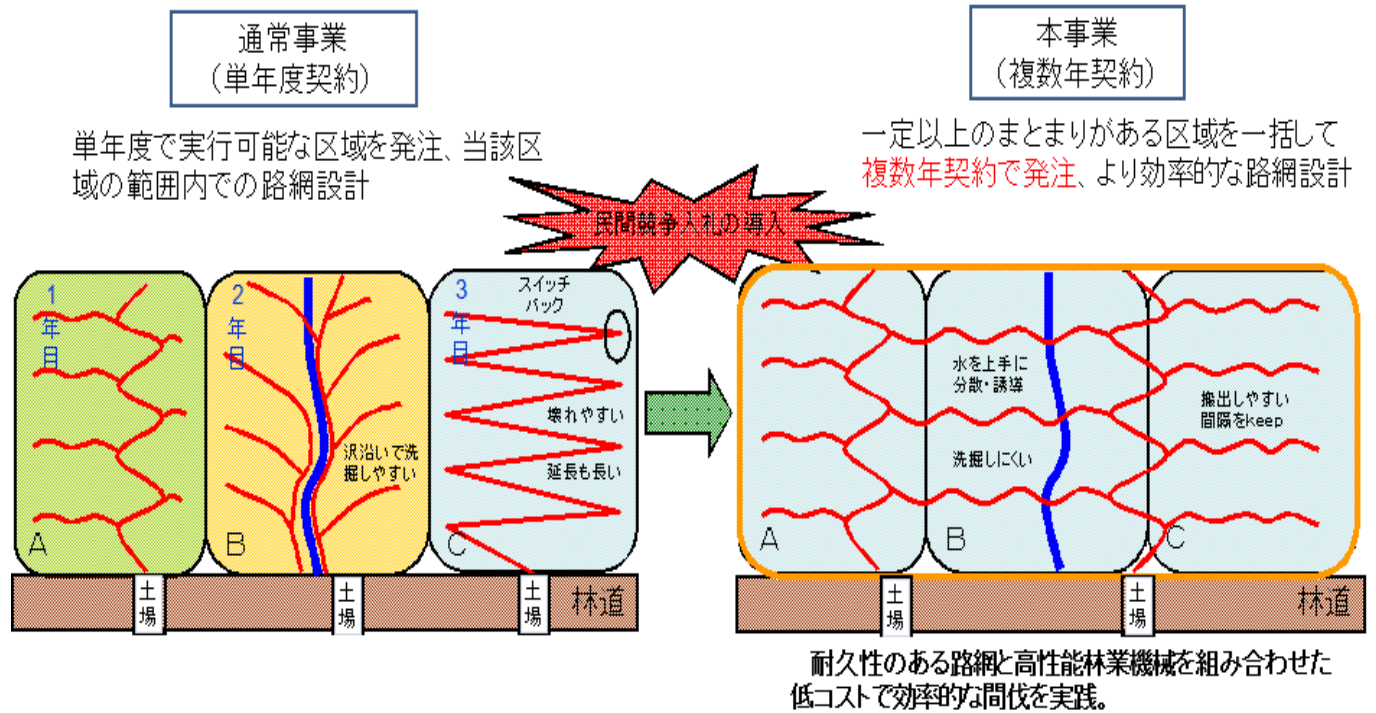 通常事業
（単年度契約）
単年度で実行可能な区域を発注、当該区
域の範囲内での路網設計
本事業
（複数年契約）
一定以上のまとまりがある区域を一括して
複数年契約で発注、より効率的な路網設計
民間競争入札の導入
1年目
A
2年目
沢沿いで洗
掘しやすい
B
3年目
スイッチ
バック
壊れやすい
延長も長い
C
土場
土場
土場
林道
A
水を上手に
分散・誘導
洗掘しにくい
B
搬出しやすい
間隔をkeep
C
土場
土場
林道
耐久性のある路網と高性能林業機械を組み合わせた
低コストで効率的な間伐を実践。